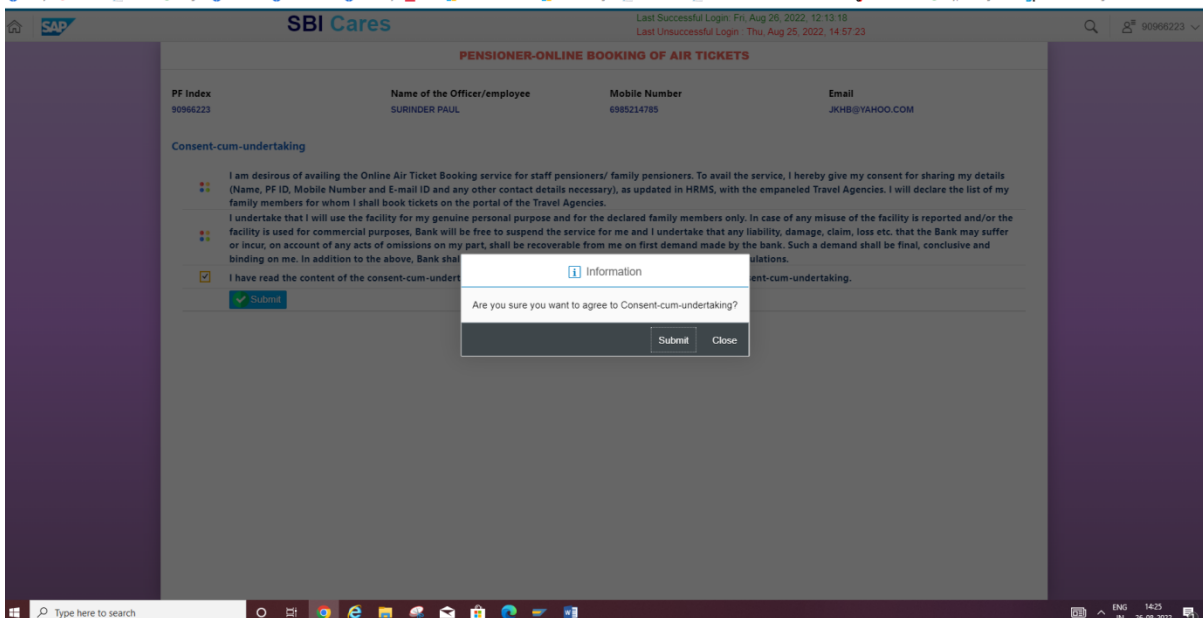 SAP
SBI Cares
Last Successful Login: Fri, Aug 26, 2022, 12:13:18
Last Unsuccessful Login : Thu, Aug 25, 2022, 14:57:23
90966223
PENSIONER-ONLINE BOOKING OF AIR TICKETS
PF Index Name of the Officer/employee Mobile Number Email
90966223 SURINDER PAUL 6985214785 JKHB@YAHOO.COM
Consent-cum-undertaking
I am desirous of availing the Online Air Ticket Booking service for staff pensioners/ family pensioners. To avail the service, I hereby give my consent for sharing my details
(Name, PF ID, Mobile Number and E-mail ID and any other contact details necessary), as updated in HRMS, with the empaneled Travel Agencies. I will declare the list of my
family members for whom I shall book tickets on the portal of the Travel Agencies.
I undertake that I will use the facility for my genuine personal purpose and for the declared family members only. In case of any misuse of the facility is reported and/or the
facility is used for commercial purposes, Bank will be free to suspend the service for me and I undertake that any liability, damage, claim, loss etc. that the Bank may suffer
or incur, on account of any acts of omissions on my part, shall be recoverable from me on first demand made by the bank. Such a demand shall be final, conclusive and
binding on me. In addition to the above, Bank shal ulations.
I have read the content of the consent-cum-undert ent-cum-undertaking.
Submit
Information
Are you sure you want to agree to Consent-cum-undertaking?
Submit Close
Type here to search
ENG 14:25
IN 26-08-2022